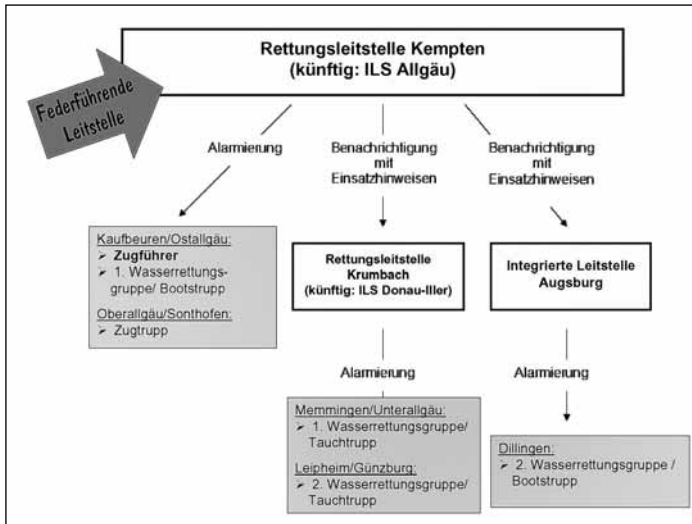 Rettungsleitstelle Kempten
(künftig: ILS Allgäu)
Federführende
Leitstelle
Alarmierung
Benachrichtigung
mit
Einsatzhinweisen
Benachrichtigung
mit
Einsatzhinweisen
Kaufbeuren/Ostallgäu:
➢ Zugführer
➢ 1. Wasserrettungs-
gruppe/ Bootstrupp
Oberallgäu/Sonthofen:
➢ Zugtrupp
Rettungsleitstelle
Krumbach
(künftig: ILS Donau-Iller)
Integrierte Leitstelle
Augsburg
Alarmierung
Alarmierung
Memmingen/Unterallgäu:
➢ 1. Wasserrettungsgruppe/
Tauchtrupp
Leipheim/Günzburg:
➢ 2. Wasserrettungsgruppe/
Tauchtrupp
Dillingen:
➢ 2. Wasserrettungsgruppe /
Bootstrupp